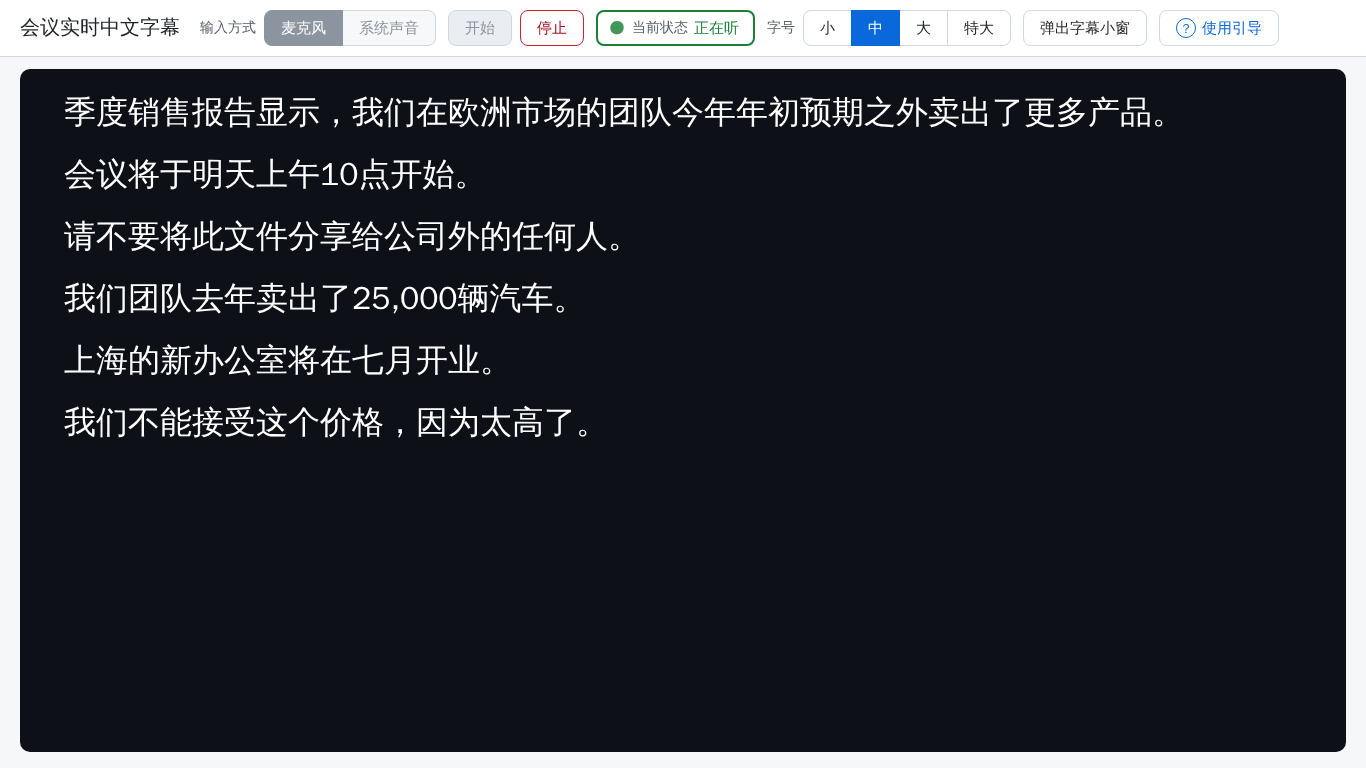 会议实时中文字幕 输入方式 麦克风 系统声音 开始 停止 当前状态 正在听 字号 小 中 大 特大 弹出字幕小窗 ? 使用引导
季度销售报告显示，我们在欧洲市场的团队今年年初预期之外卖出了更多产品。
会议将于明天上午10点开始。
请不要将此文件分享给公司外的任何人。
我们团队去年卖出了25,000辆汽车。
上海的新办公室将在七月开业。
我们不能接受这个价格，因为太高了。